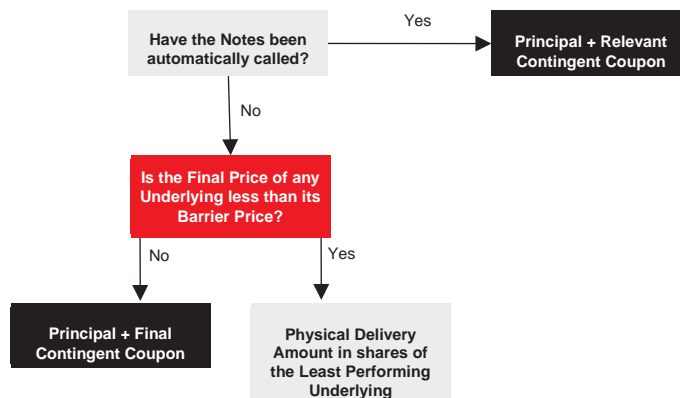 Have the Notes been
automatically called?
Yes
Principal + Relevant
Contingent Coupon
No
Is the Final Price of any
Underlying less than its
Barrier Price?
No
Yes
Principal + Final
Contingent Coupon
Physical Delivery
Amount in shares of
the Least Performing
Underlying